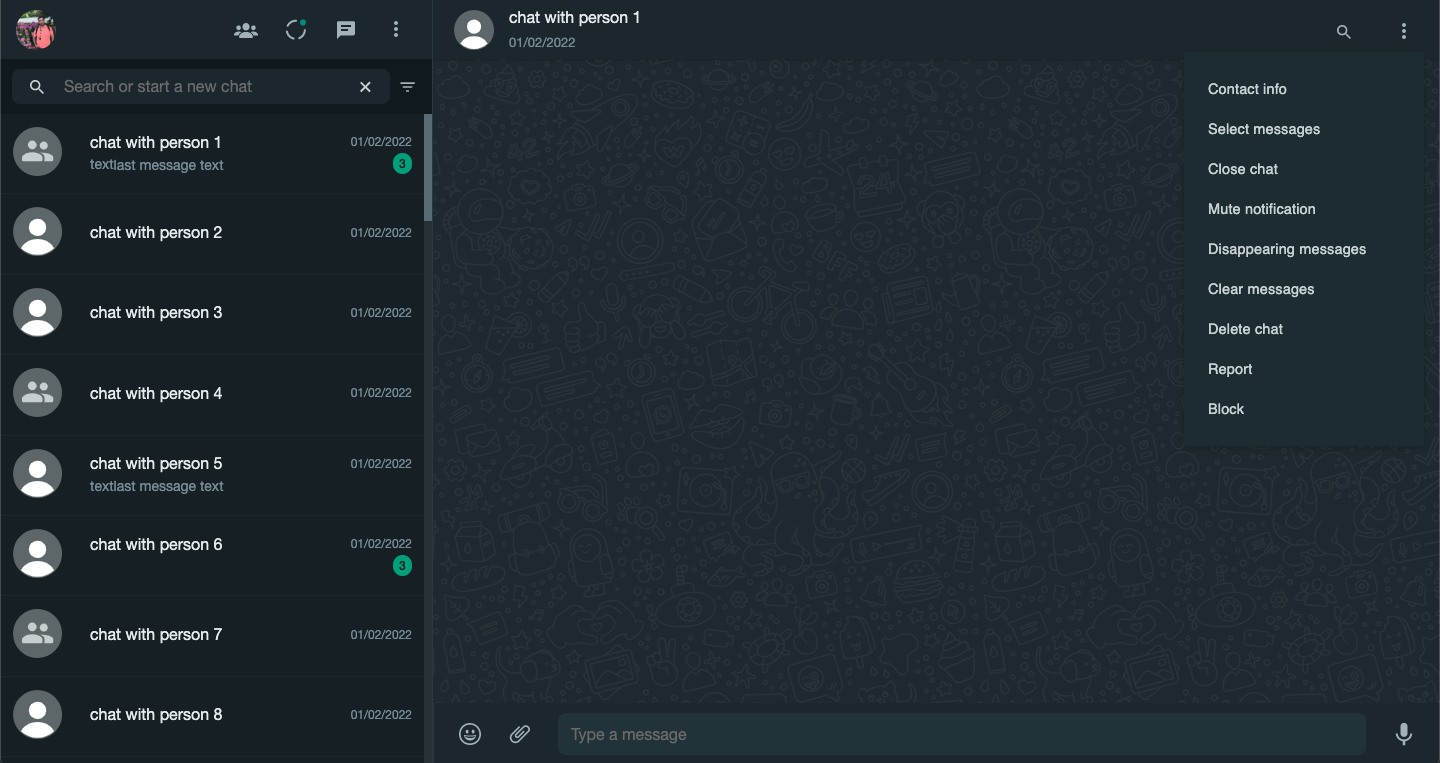 Search or start a new chat
chat with person 1
01/02/2022
textlast message text
3
chat with person 2
01/02/2022
chat with person 3
01/02/2022
chat with person 4
01/02/2022
chat with person 5
01/02/2022
textlast message text
chat with person 6
01/02/2022
3
chat with person 7
01/02/2022
chat with person 8
01/02/2022
chat with person 1
01/02/2022
Contact info
Select messages
Close chat
Mute notification
Disappearing messages
Clear messages
Delete chat
Report
Block
Type a message